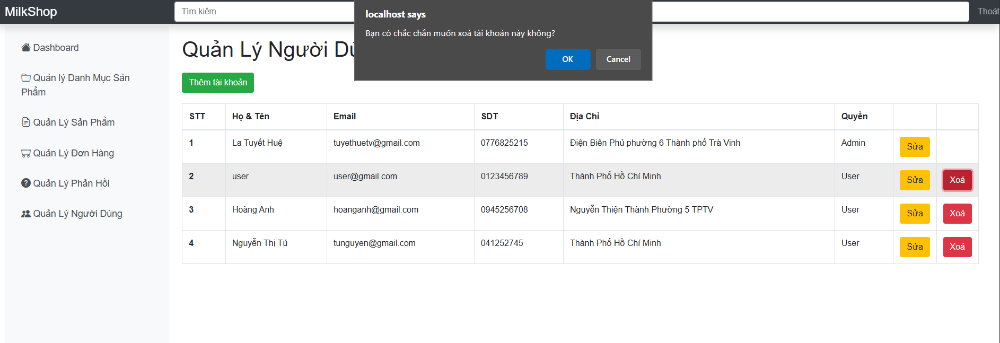 MilkShop
Tìm kiếm
Thoát
localhost says
Bạn có chắc chắn muốn xoá tài khoản này không?
OK Cancel
Dashboard
Quản lý Danh Mục Sản
Phẩm
Quản Lý Sản Phẩm
Quản Lý Đơn Hàng
Quản Lý Phản Hồi
Quản Lý Người Dùng
Quản Lý Người
Thêm tài khoản
STT Họ & Tên Email SDT Địa Chỉ Quyền
1 La Tuyết Huệ tuyethuetv@gmail.com 0776825215 Điện Biên Phủ phường 6 Thành phố Trà Vinh Admin Sửa
2 user user@gmail.com 0123456789 Thành Phố Hồ Chí Minh User Sửa Xoá
3 Hoàng Anh hoanganh@gmail.com 0945256708 Nguyễn Thiện Thành Phường 5 TPTV User Sửa Xoá
4 Nguyễn Thị Tú tunguyen@gmail.com 041252745 Thành Phố Hồ Chí Minh User Sửa Xoá